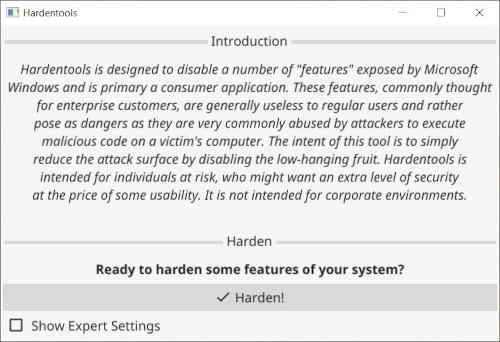 Hardentools
Introduction
Hardentools is designed to disable a number of "features" exposed by Microsoft
Windows and is primary a consumer application. These features, commonly thought
for enterprise customers, are generally useless to regular users and rather
pose as dangers as they are very commonly abused by attackers to execute
malicious code on a victim's computer. The intent of this tool is to simply
reduce the attack surface by disabling the low-hanging fruit. Hardentools is
intended for individuals at risk, who might want an extra level of security
at the price of some usability. It is not intended for corporate environments.
Harden
Ready to harden some features of your system?
Harden!
Show Expert Settings